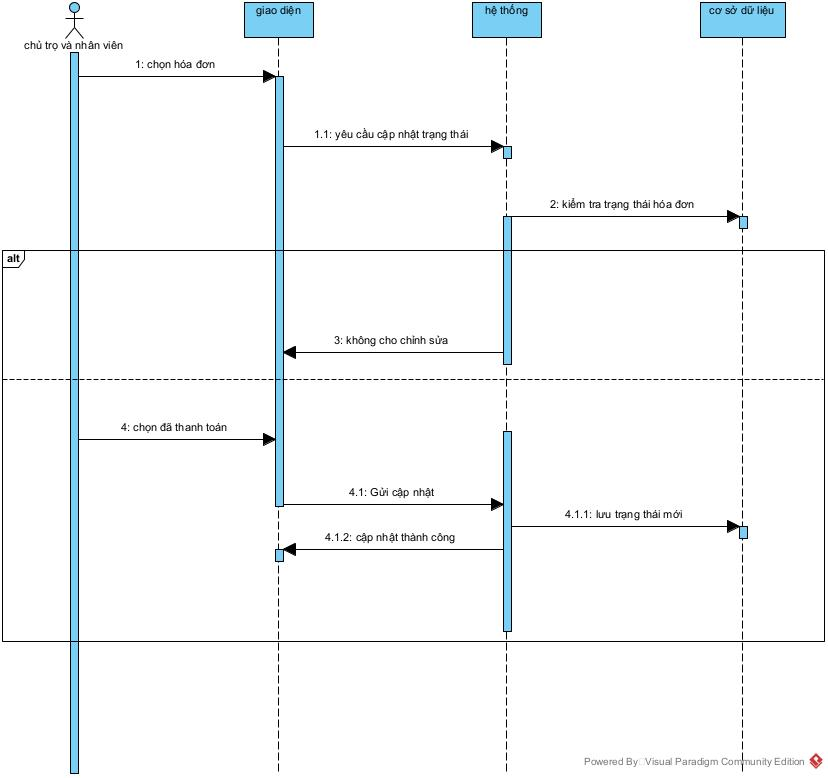 giao diện
hệ thống
cơ sở dữ liệu
chủ trọ và nhân viên
1: chọn hóa đơn
1.1: yêu cầu cập nhật trạng thái
2: kiểm tra trạng thái hóa đơn
alt
3: không cho chỉnh sửa
4: chọn đã thanh toán
4.1: Gửi cập nhật
4.1.1: lưu trạng thái mới
4.1.2: cập nhật thành công
Powered By Visual Paradigm Community Edition